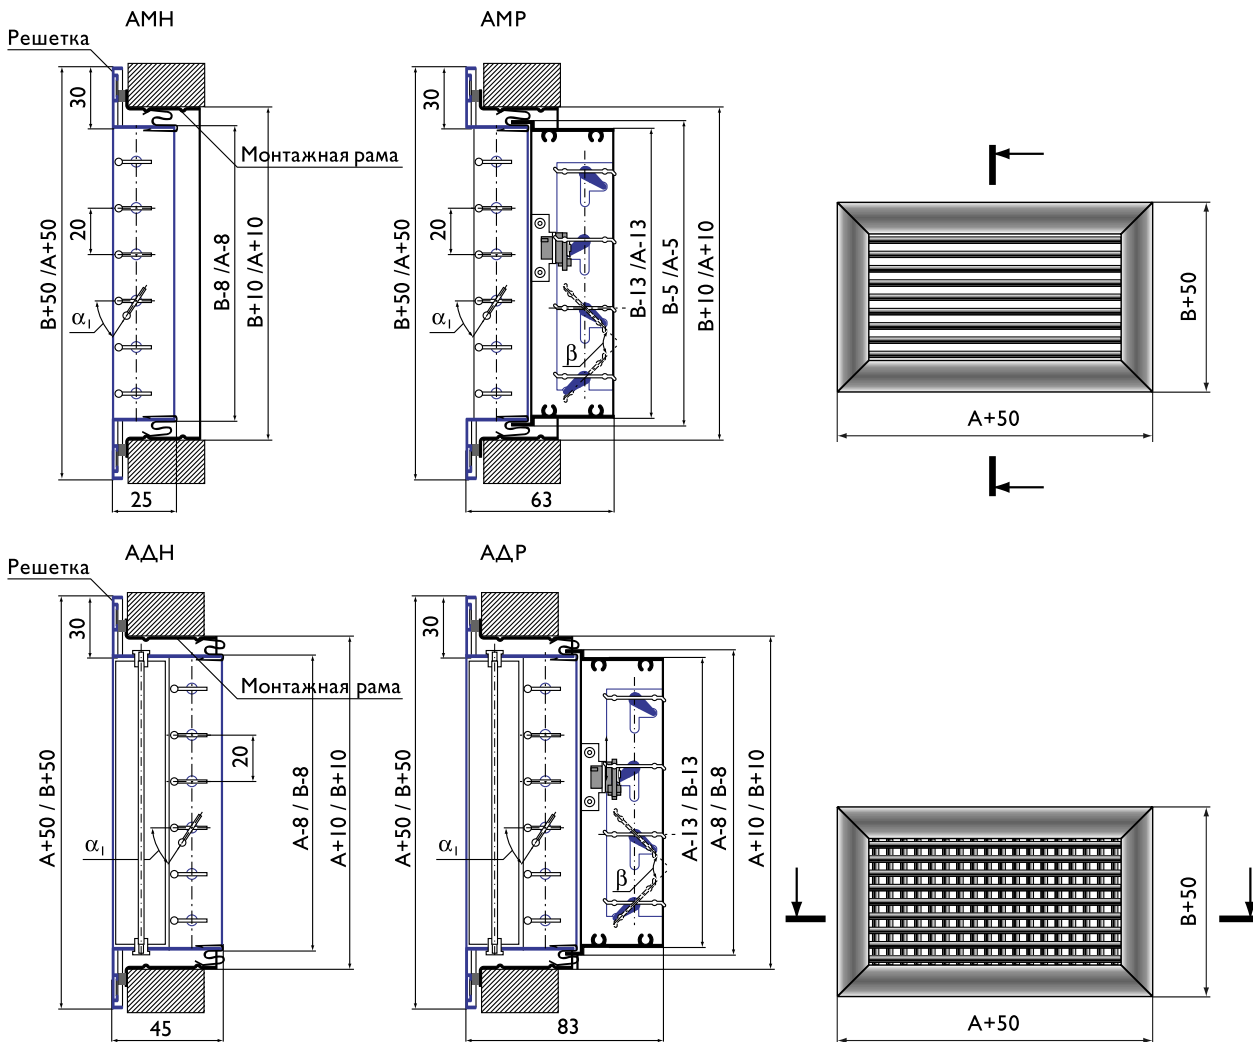 АМН
АМР
Решетка
30
30
Монтажная рама
20
20
B+50 /A+50
B-8 /A-8
B+10 /A+10
B+50 /A+50
B-13 /A-13
B-5 /A-5
B+10 /A+10
B+50
α₁
α₁
β
A+50
25
63
АДН
АДР
Решетка
30
30
Монтажная рама
20
A+50 / B+50
A-8 / B-8
A+10 / B+10
A+50 / B+50
A-13 / B-13
A-8 / B-8
A+10 / B+10
α₁
α₁
β
B+50
45
83
A+50